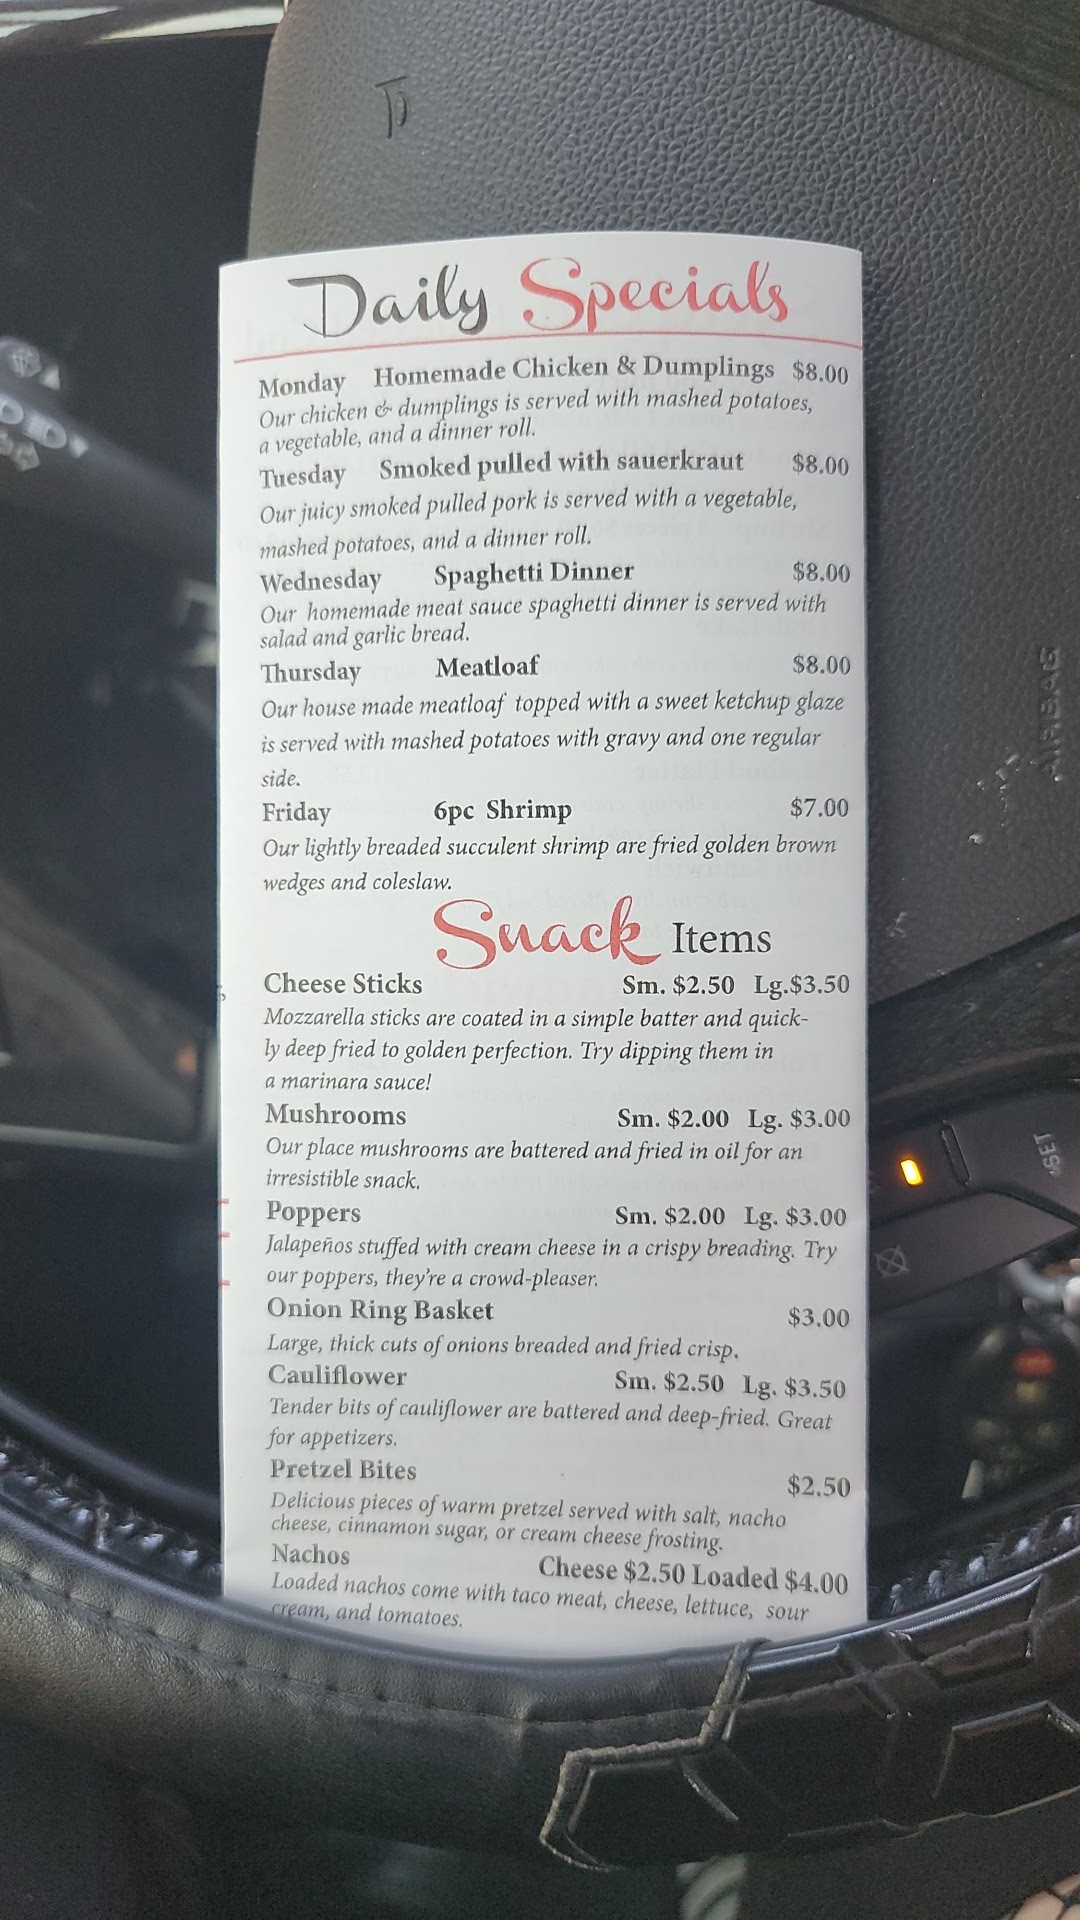 Daily Specials
Monday Homemade Chicken & Dumplings $8.00
Our chicken & dumplings is served with mashed potatoes,
a vegetable, and a dinner roll.
Tuesday Smoked pulled with sauerkraut $8.00
Our juicy smoked pulled pork is served with a vegetable,
mashed potatoes, and a dinner roll.
Wednesday Spaghetti Dinner $8.00
Our homemade meat sauce spaghetti dinner is served with
salad and garlic bread.
Thursday Meatloaf $8.00
Our house made meatloaf topped with a sweet ketchup glaze
is served with mashed potatoes with gravy and one regular
side.
Friday 6pc Shrimp $7.00
Our lightly breaded succulent shrimp are fried golden brown
wedges and coleslaw.
Snack Items
Cheese Sticks Sm. $2.50 Lg.$3.50
Mozzarella sticks are coated in a simple batter and quick-
ly deep fried to golden perfection. Try dipping them in
a marinara sauce!
Mushrooms Sm. $2.00 Lg. $3.00
Our place mushrooms are battered and fried in oil for an
irresistible snack.
Poppers Sm. $2.00 Lg. $3.00
Jalapeños stuffed with cream cheese in a crispy breading. Try
our poppers, they're a crowd-pleaser.
Onion Ring Basket $3.00
Large, thick cuts of onions breaded and fried crisp.
Cauliflower Sm. $2.50 Lg. $3.50
Tender bits of cauliflower are battered and deep-fried. Great
for appetizers.
Pretzel Bites $2.50
Delicious pieces of warm pretzel served with salt, nacho
cheese, cinnamon sugar, or cream cheese frosting.
Nachos Cheese $2.50 Loaded $4.00
Loaded nachos come with taco meat, cheese, lettuce, sour
cream, and tomatoes.
AIRBAG
SET